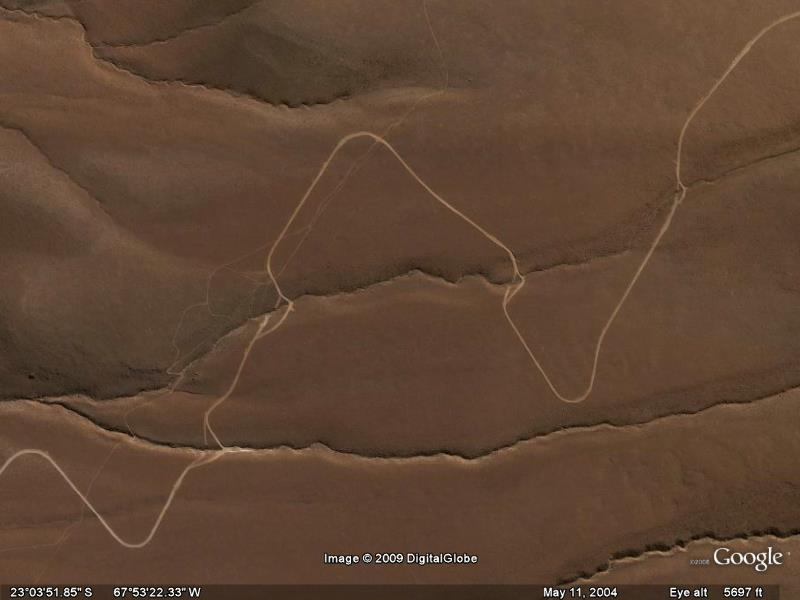 Image © 2009 DigitalGlobe
©2008 Google
23°03'51.85" S 67°53'22.33" W May 11, 2004 Eye alt 5697 ft